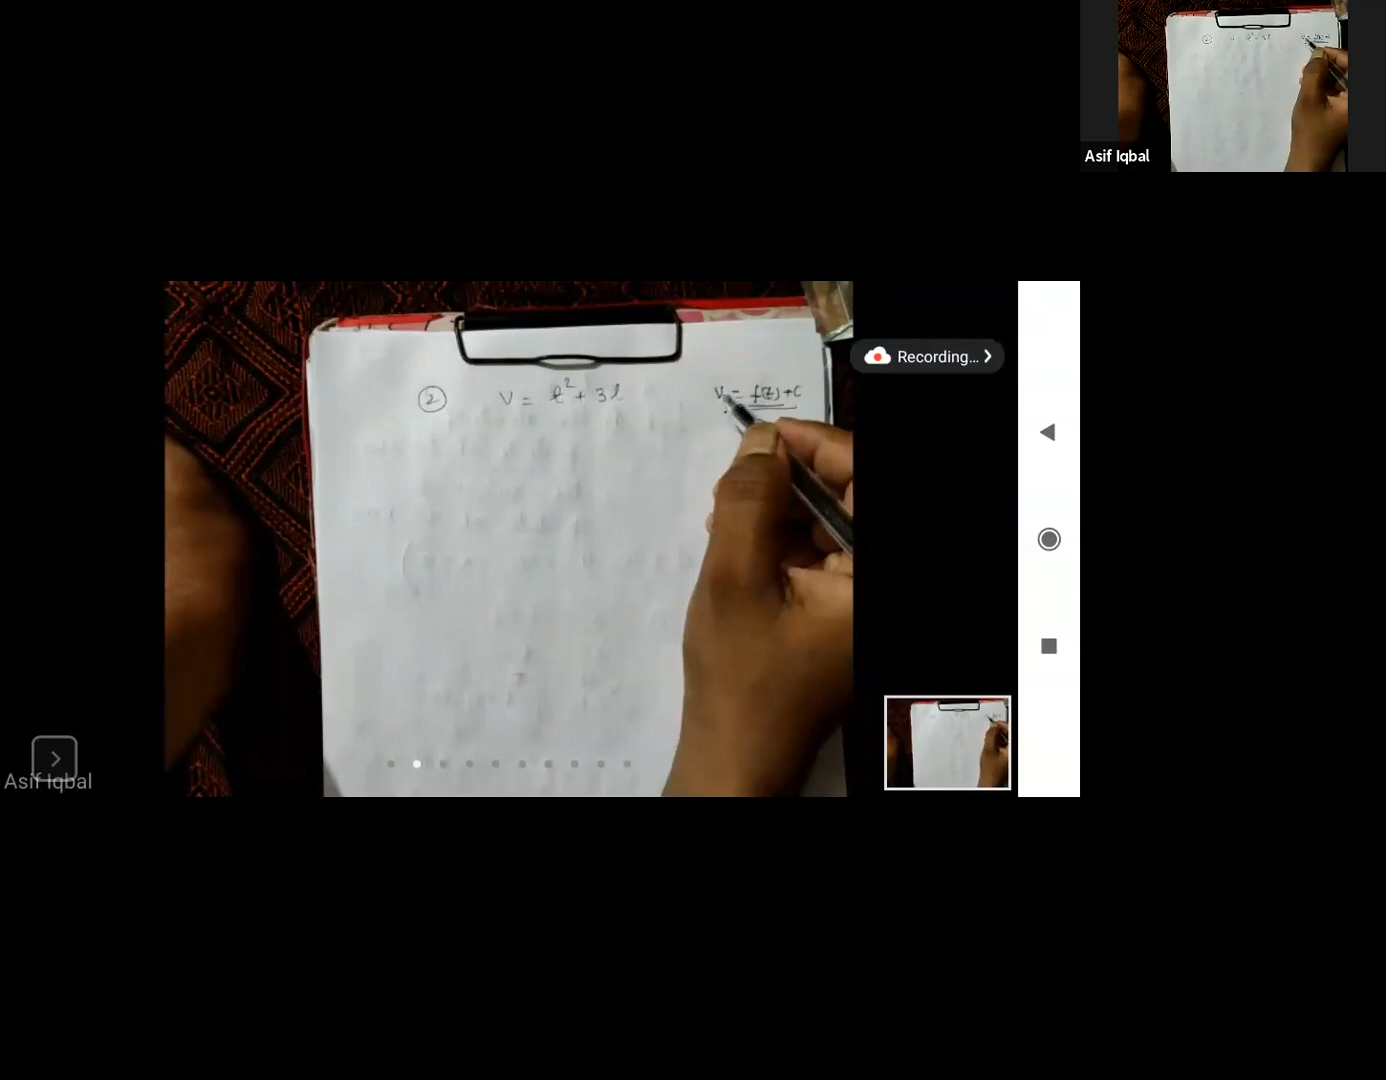 Asif Iqbal
Recording...
② V = t² + 3t V = f(t) + c
Asif Iqbal